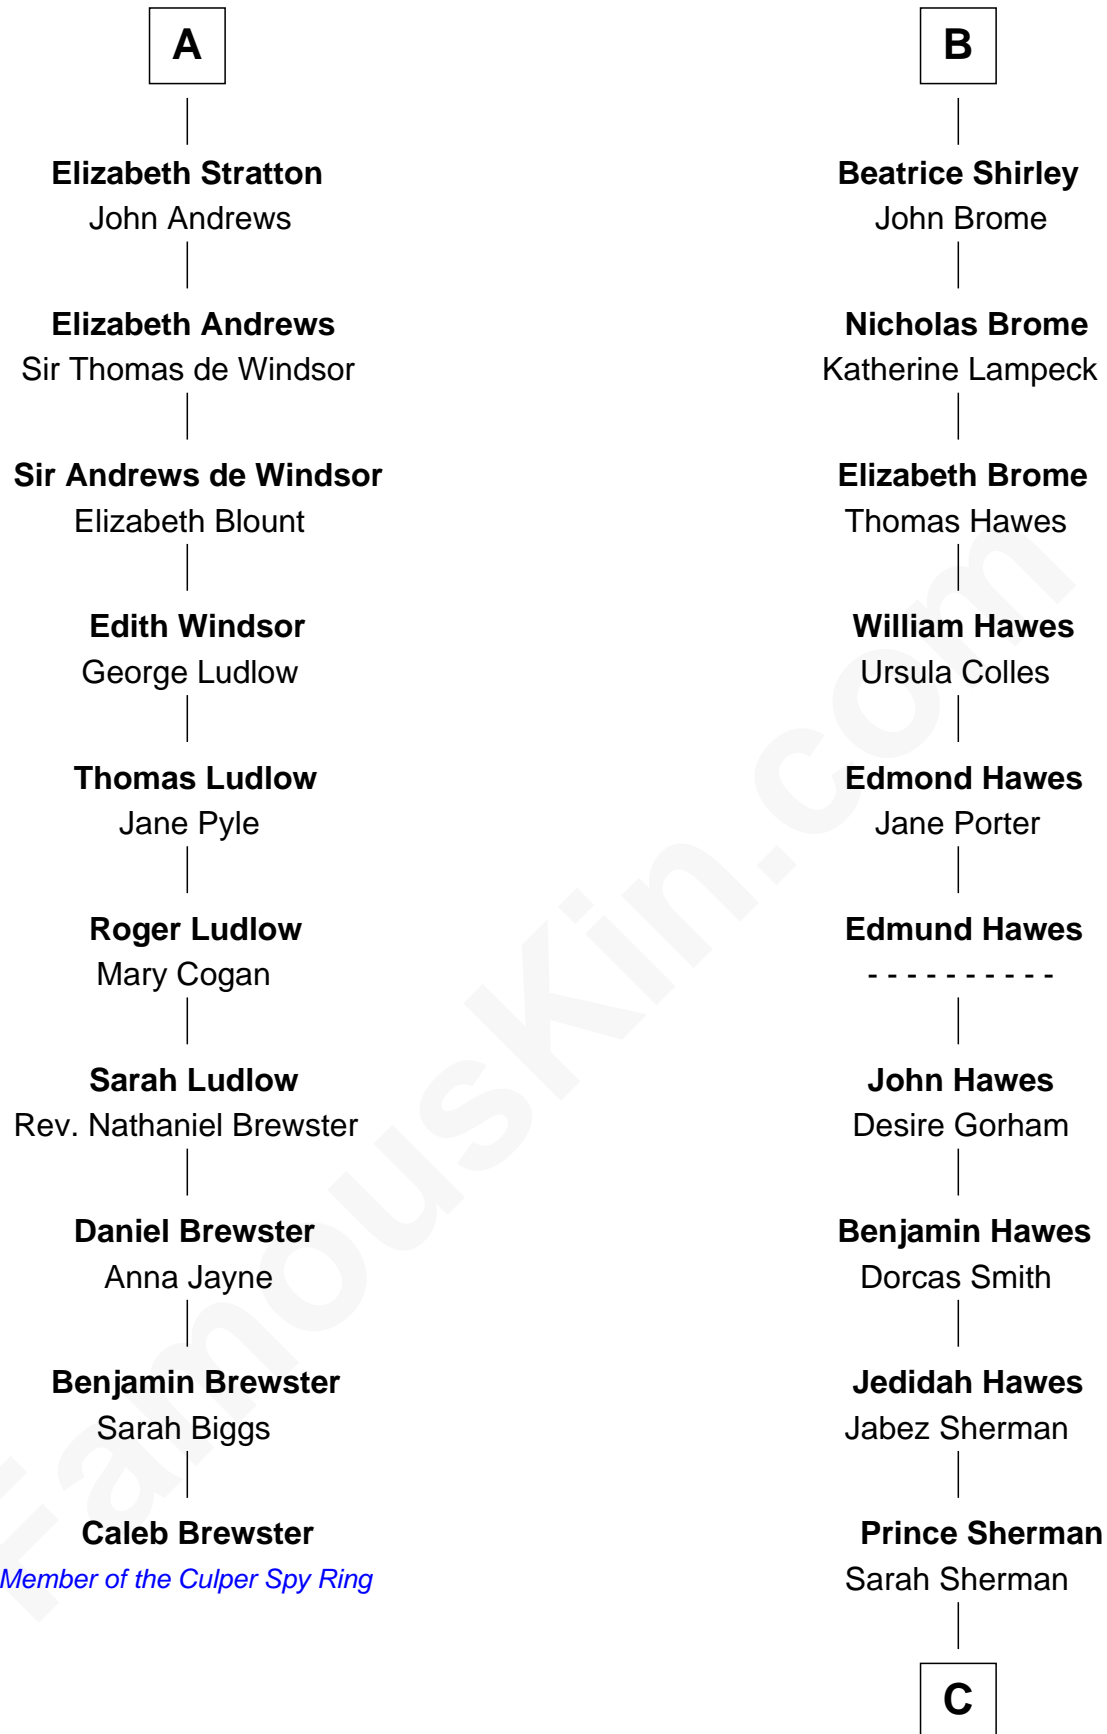 A
Elizabeth Stratton
John Andrews
Elizabeth Andrews
Sir Thomas de Windsor
Sir Andrews de Windsor
Elizabeth Blount
Edith Windsor
George Ludlow
Thomas Ludlow
Jane Pyle
Roger Ludlow
Mary Cogan
Sarah Ludlow
Rev. Nathaniel Brewster
Daniel Brewster
Anna Jayne
Benjamin Brewster
Sarah Biggs
Caleb Brewster
Member of the Culper Spy Ring
B
Beatrice Shirley
John Brome
Nicholas Brome
Katherine Lampeck
Elizabeth Brome
Thomas Hawes
William Hawes
Ursula Colles
Edmond Hawes
Jane Porter
Edmund Hawes
- - - - - - - - - -
John Hawes
Desire Gorham
Benjamin Hawes
Dorcas Smith
Jedidah Hawes
Jabez Sherman
Prince Sherman
Sarah Sherman
C
FamousKin.com